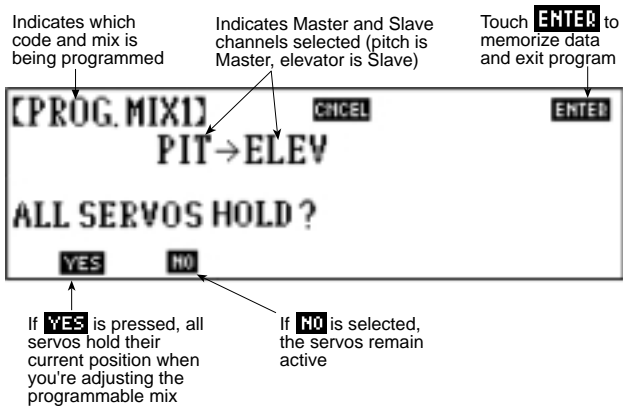 Indicates which
code and mix is
being programmed
Indicates Master and Slave
channels selected (pitch is
Master, elevator is Slave)
Touch ENTER to
memorize data
and exit program
[PROG.MIX1] CNCEL ENTER
PIT→ELEV
ALL SERVOS HOLD?
YES NO
If YES is pressed, all
servos hold their
current position when
you're adjusting the
programmable mix
If NO is selected,
the servos remain
active